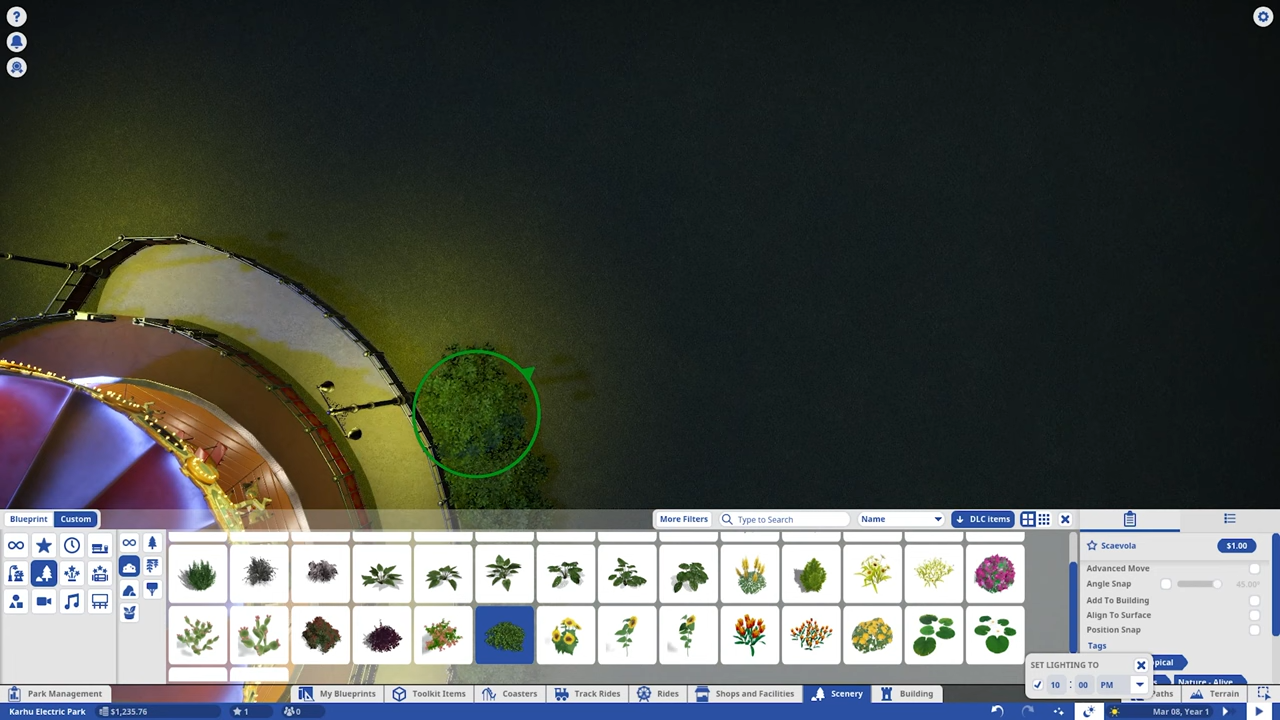 Blueprint Custom
More Filters Type to Search Name DLC items
Scaevola $1.00
Advanced Move
Angle Snap 45.00°
Add To Building
Align To Surface
Position Snap
Tags
SET LIGHTING TO
10 : 00 PM
Nature - Alive
Park Management My Blueprints Toolkit Items Coasters Track Rides Rides Shops and Facilities Scenery Building Paths Terrain
Karhu Electric Park $1,235.76 1 0 Mar 08, Year 1